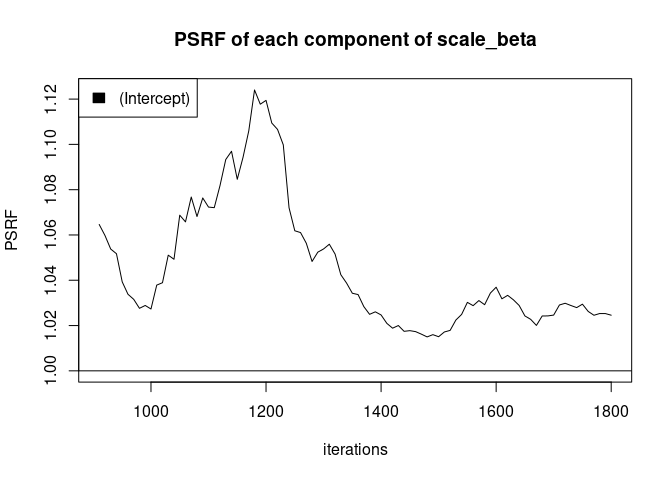 PSRF of each component of scale_beta
(Intercept)
PSRF
1.12
1.10
1.08
1.06
1.04
1.02
1.00
1000 1200 1400 1600 1800
iterations